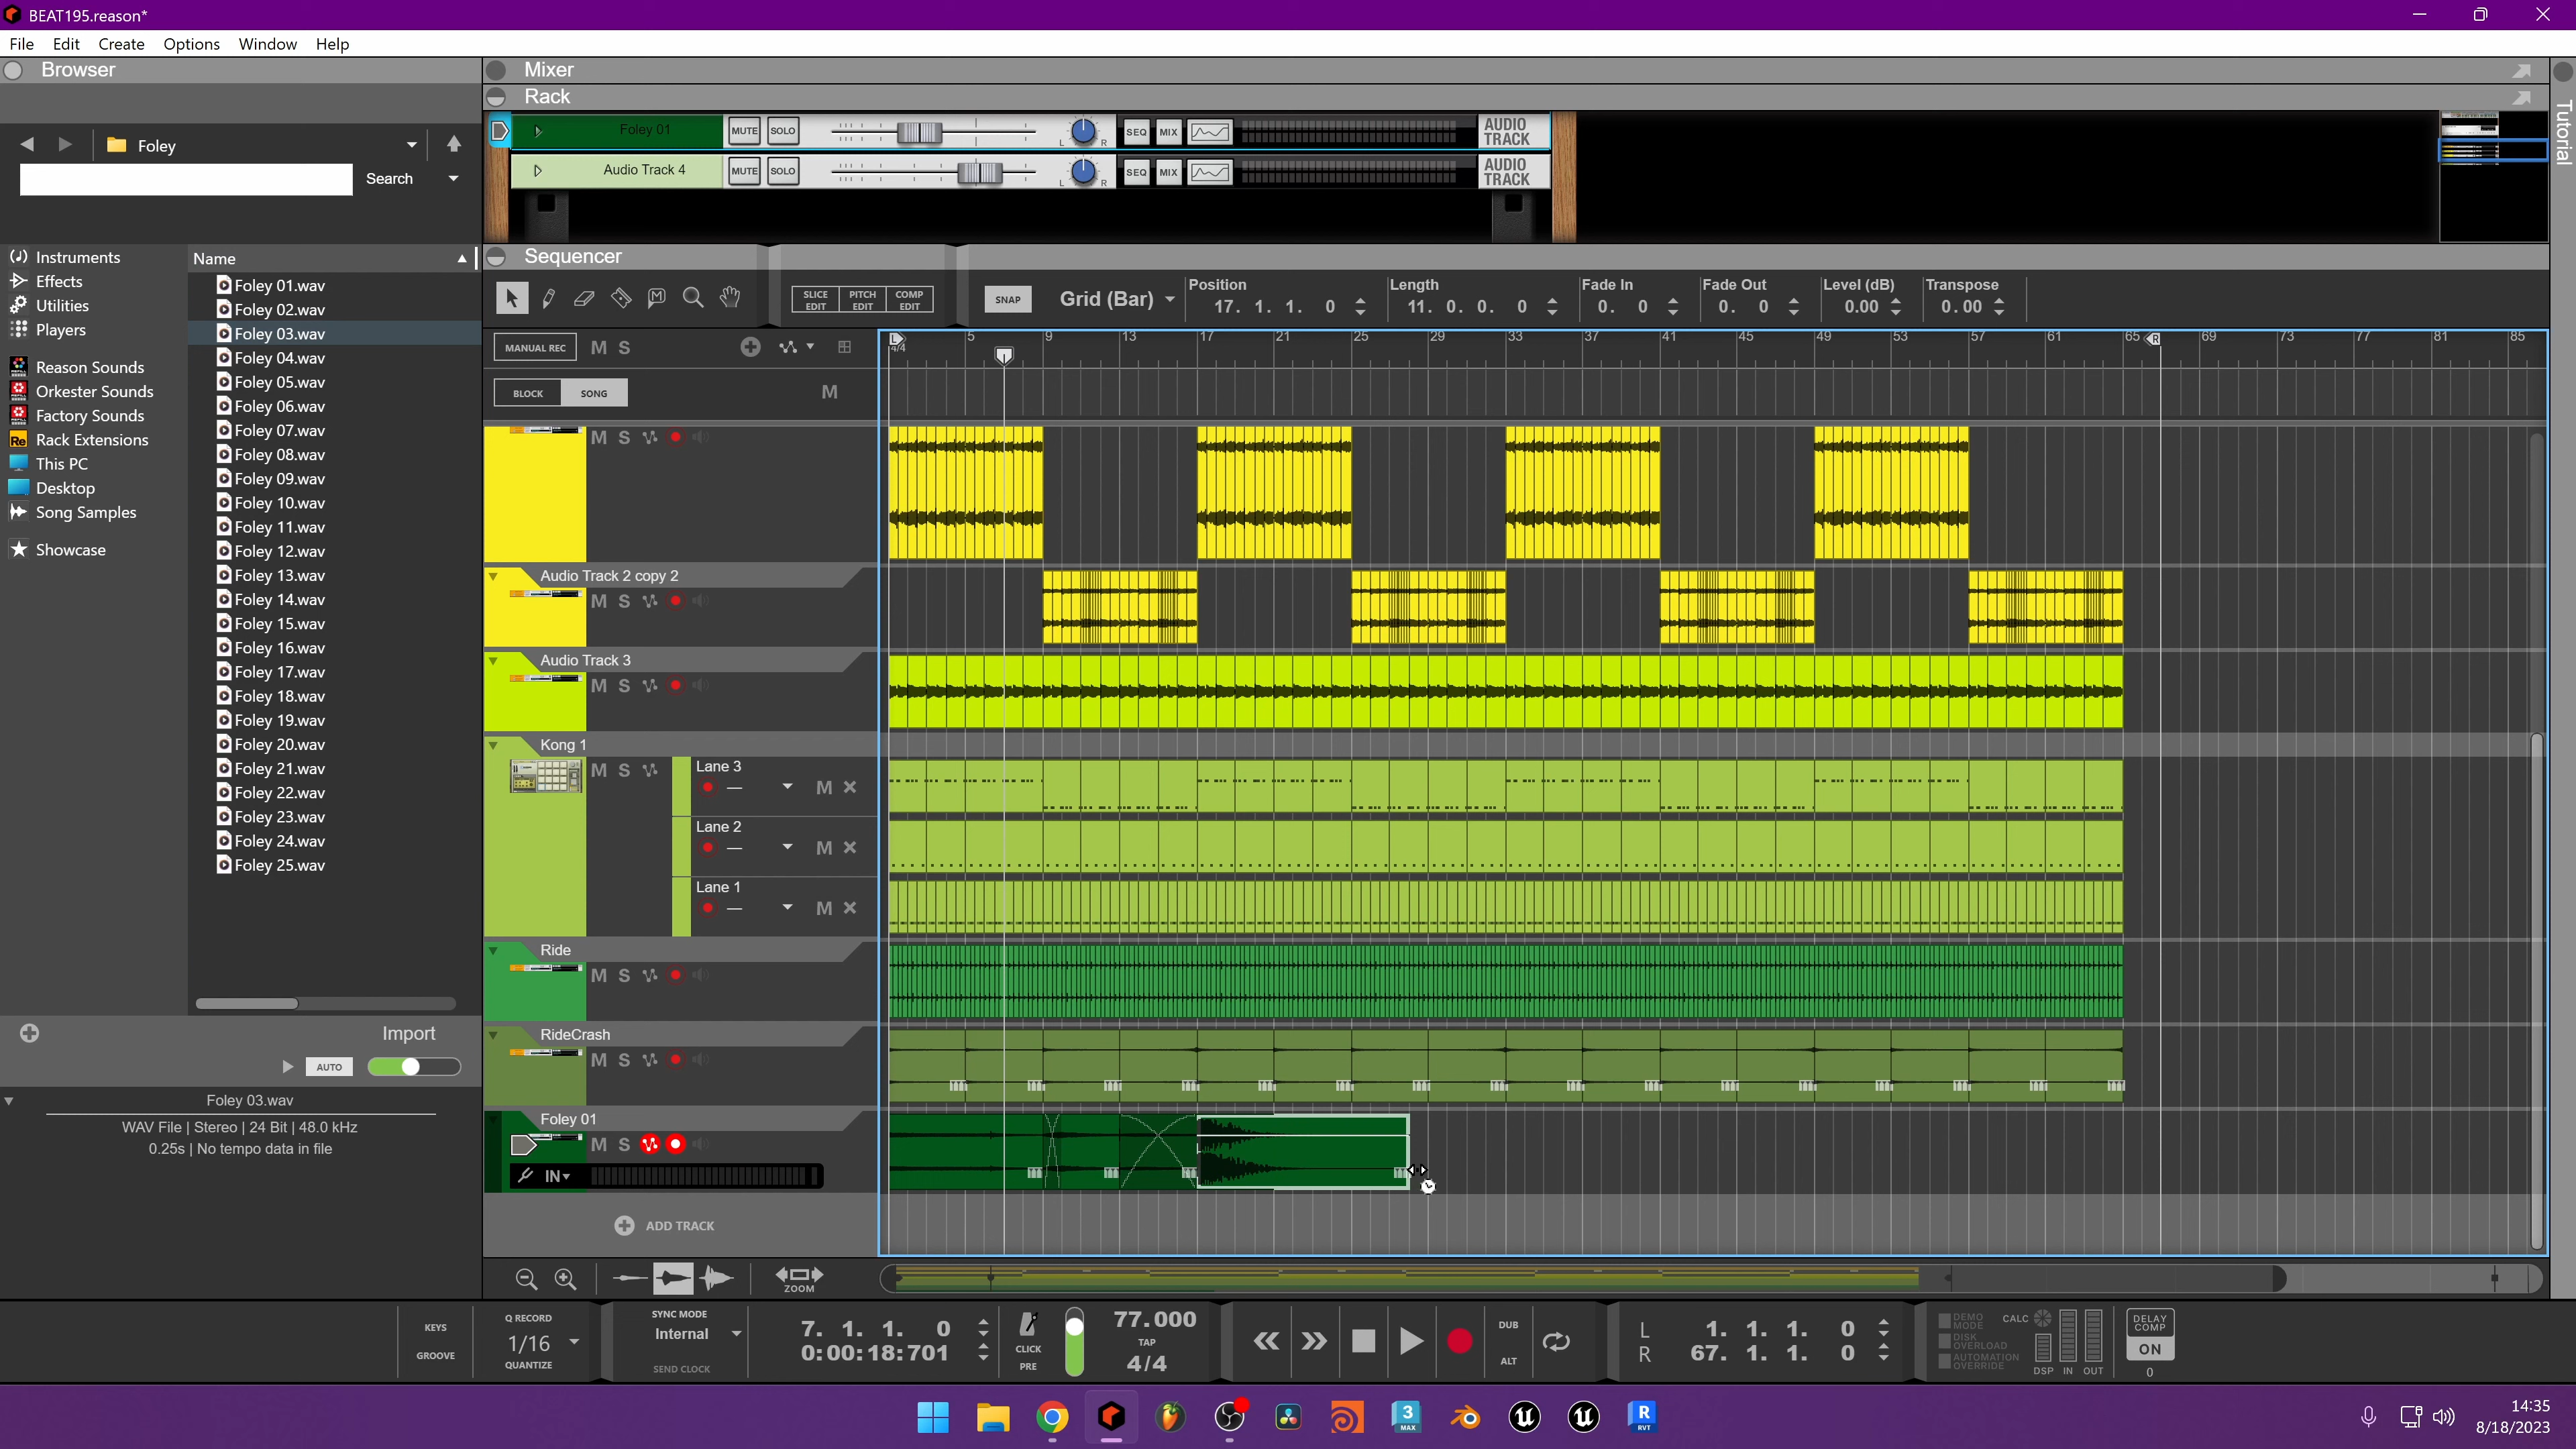 BEAT195.reason*
File Edit Create Options Window Help
Browser
Mixer
Rack
Foley
Search
Foley 01 MUTE SOLO L R SEQ MIX AUDIO TRACK
Audio Track 4 MUTE SOLO L R SEQ MIX AUDIO TRACK
Tutorial
Instruments
Effects
Utilities
Players
Reason Sounds
Orkester Sounds
Factory Sounds
Rack Extensions
This PC
Desktop
Song Samples
Showcase
Name
Foley 01.wav
Foley 02.wav
Foley 03.wav
Foley 04.wav
Foley 05.wav
Foley 06.wav
Foley 07.wav
Foley 08.wav
Foley 09.wav
Foley 10.wav
Foley 11.wav
Foley 12.wav
Foley 13.wav
Foley 14.wav
Foley 15.wav
Foley 16.wav
Foley 17.wav
Foley 18.wav
Foley 19.wav
Foley 20.wav
Foley 21.wav
Foley 22.wav
Foley 23.wav
Foley 24.wav
Foley 25.wav
Import
AUTO
Foley 03.wav
WAV File | Stereo | 24 Bit | 48.0 kHz
0.25s | No tempo data in file
Sequencer
SLICE EDIT PITCH EDIT COMP EDIT
SNAP Grid (Bar)
Position Length Fade In Fade Out Level (dB) Transpose
17. 1. 1. 0 11. 0. 0. 0 0. 0 0. 0 0.00 0.00
MANUAL REC M S
L 5 9 13 17 21 25 29 33 37 41 45 49 53 57 61 65 R 69 73 77 81 85
4/4
BLOCK SONG M
M S
Audio Track 2 copy 2
M S
Audio Track 3
M S
Kong 1
M S
Lane 3
— M
Lane 2
— M
Lane 1
— M
Ride
M S
RideCrash
M S
Foley 01
M S
IN
ADD TRACK
ZOOM
KEYS
GROOVE
Q RECORD
1/16
QUANTIZE
SYNC MODE
Internal
SEND CLOCK
7. 1. 1. 0
0:00:18:701
CLICK
PRE
77.000
TAP
4/4
DUB
ALT
L 1. 1. 1. 0
R 67. 1. 1. 0
DEMO MODE
DISK OVERLOAD
AUTOMATION OVERRIDE
CALC
DSP IN OUT
DELAY COMP
ON
0
3
MAX
R
RVT
14:35
8/18/2023